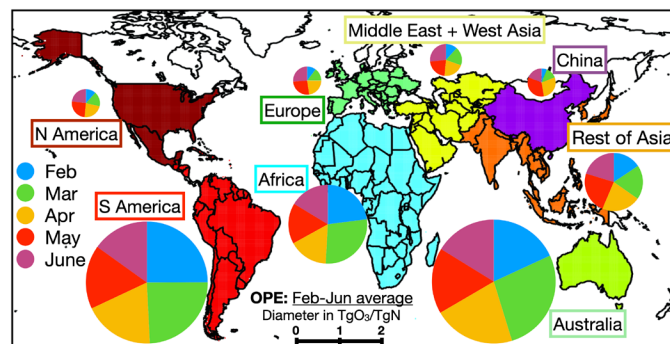 Middle East + West Asia
China
Europe
N America
Rest of Asia
Feb
Mar
Apr
May
June
S America
Africa
OPE: Feb-Jun average
Diameter in TgO3/TgN
0 1 2
Australia